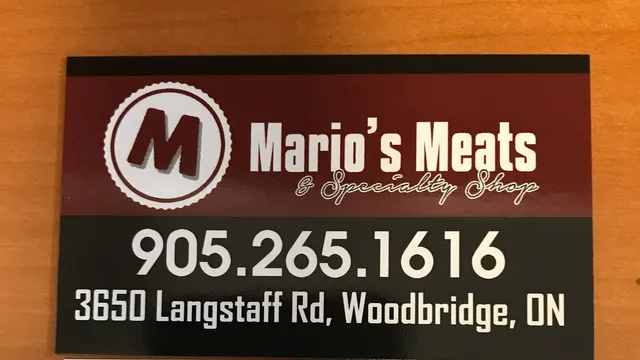 M
Mario's Meats
& Specialty Shop
905.265.1616
3650 Langstaff Rd, Woodbridge, ON